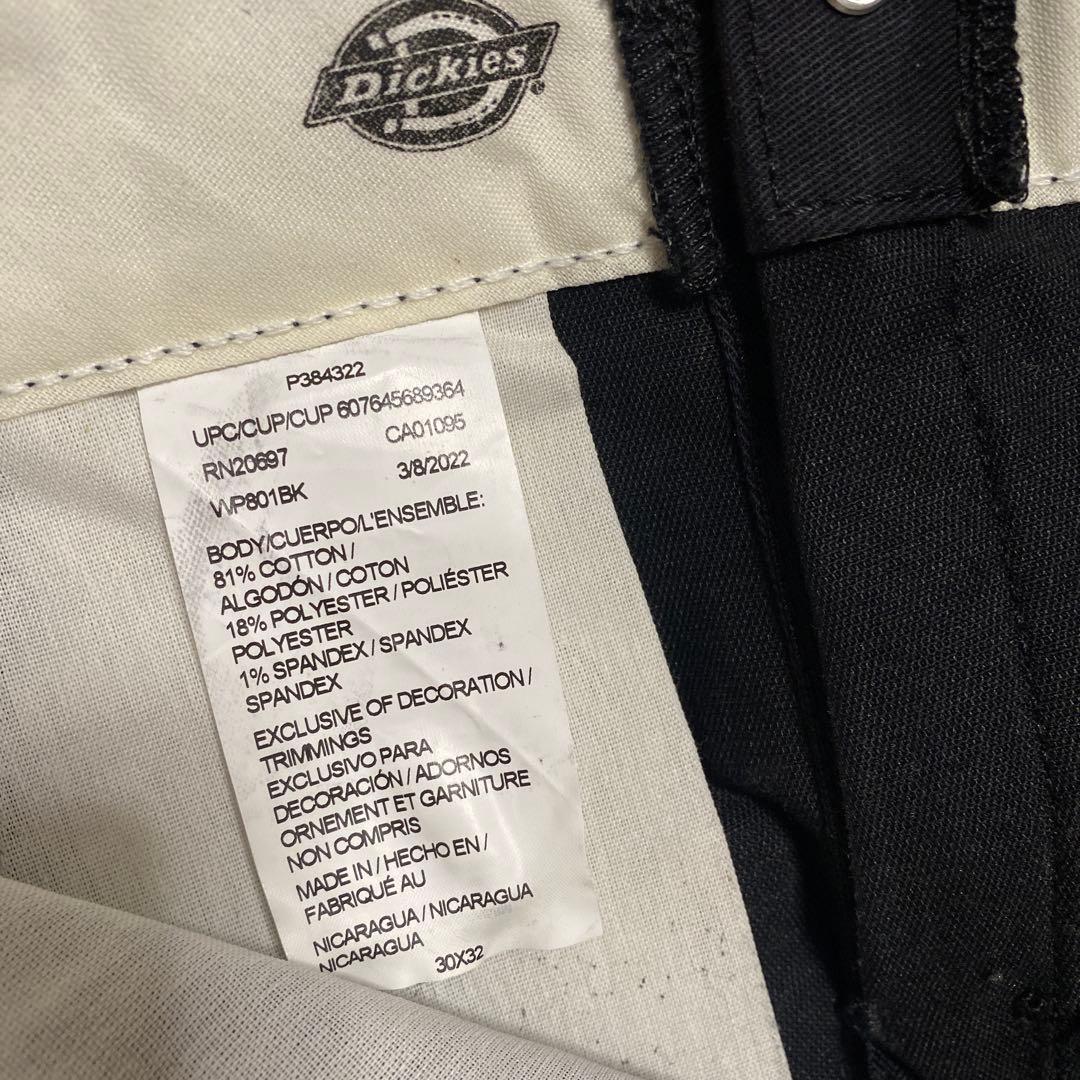 Dickies
P384322
UPC/CUP/CUP 607645689364
RN20697 CA01095
WP801BK 3/8/2022
BODY/CUERPO/L'ENSEMBLE:
81% COTTON /
ALGODÓN / COTON
18% POLYESTER / POLIÉSTER
POLYESTER
1% SPANDEX / SPANDEX
SPANDEX
EXCLUSIVE OF DECORATION /
TRIMMINGS
EXCLUSIVO PARA
DECORACIÓN / ADORNOS
ORNEMENT ET GARNITURE
NON COMPRIS
MADE IN / HECHO EN /
FABRIQUÉ AU
NICARAGUA / NICARAGUA
NICARAGUA
30X32